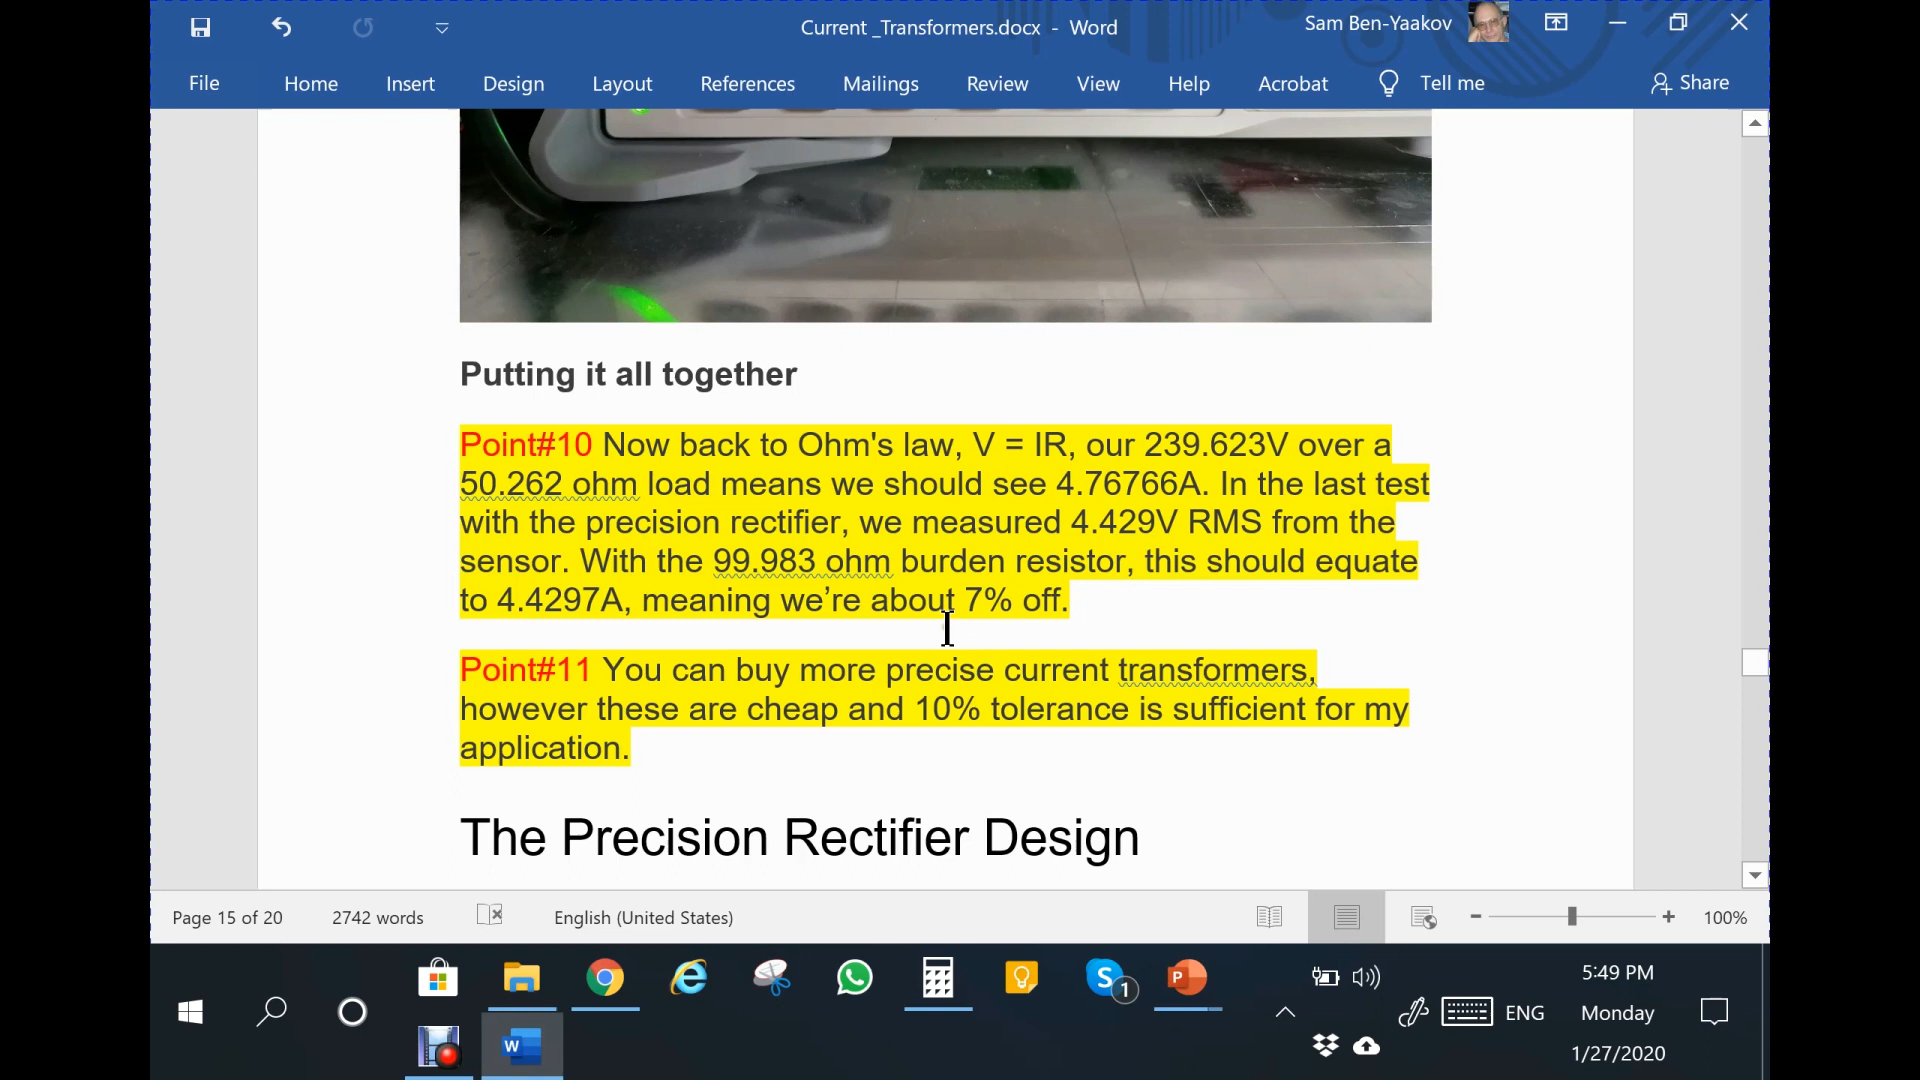 Current _Transformers.docx - Word
Sam Ben-Yaakov
File Home Insert Design Layout References Mailings Review View Help Acrobat Tell me Share
Putting it all together
Point#10 Now back to Ohm's law, V = IR, our 239.623V over a
50.262 ohm load means we should see 4.76766A. In the last test
with the precision rectifier, we measured 4.429V RMS from the
sensor. With the 99.983 ohm burden resistor, this should equate
to 4.4297A, meaning we’re about 7% off.
Point#11 You can buy more precise current transformers,
however these are cheap and 10% tolerance is sufficient for my
application.
The Precision Rectifier Design
Page 15 of 20 2742 words English (United States) 100%
5:49 PM
ENG Monday
1/27/2020
S 1
P
W